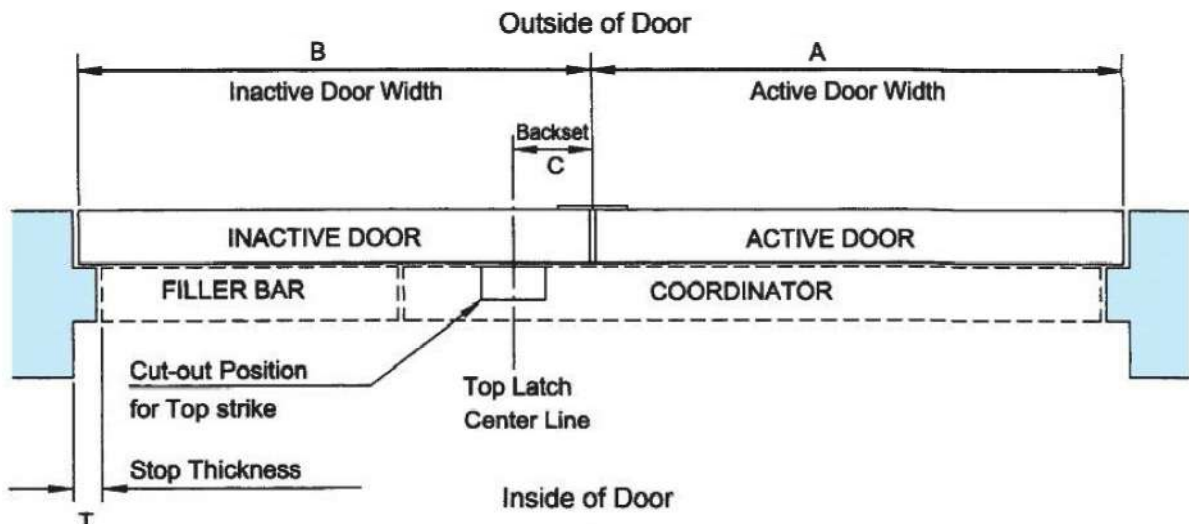 Outside of Door
B
A
Inactive Door Width
Active Door Width
Backset
C
INACTIVE DOOR
ACTIVE DOOR
FILLER BAR
COORDINATOR
Cut-out Position
for Top strike
Top Latch
Center Line
Stop Thickness
Inside of Door
T